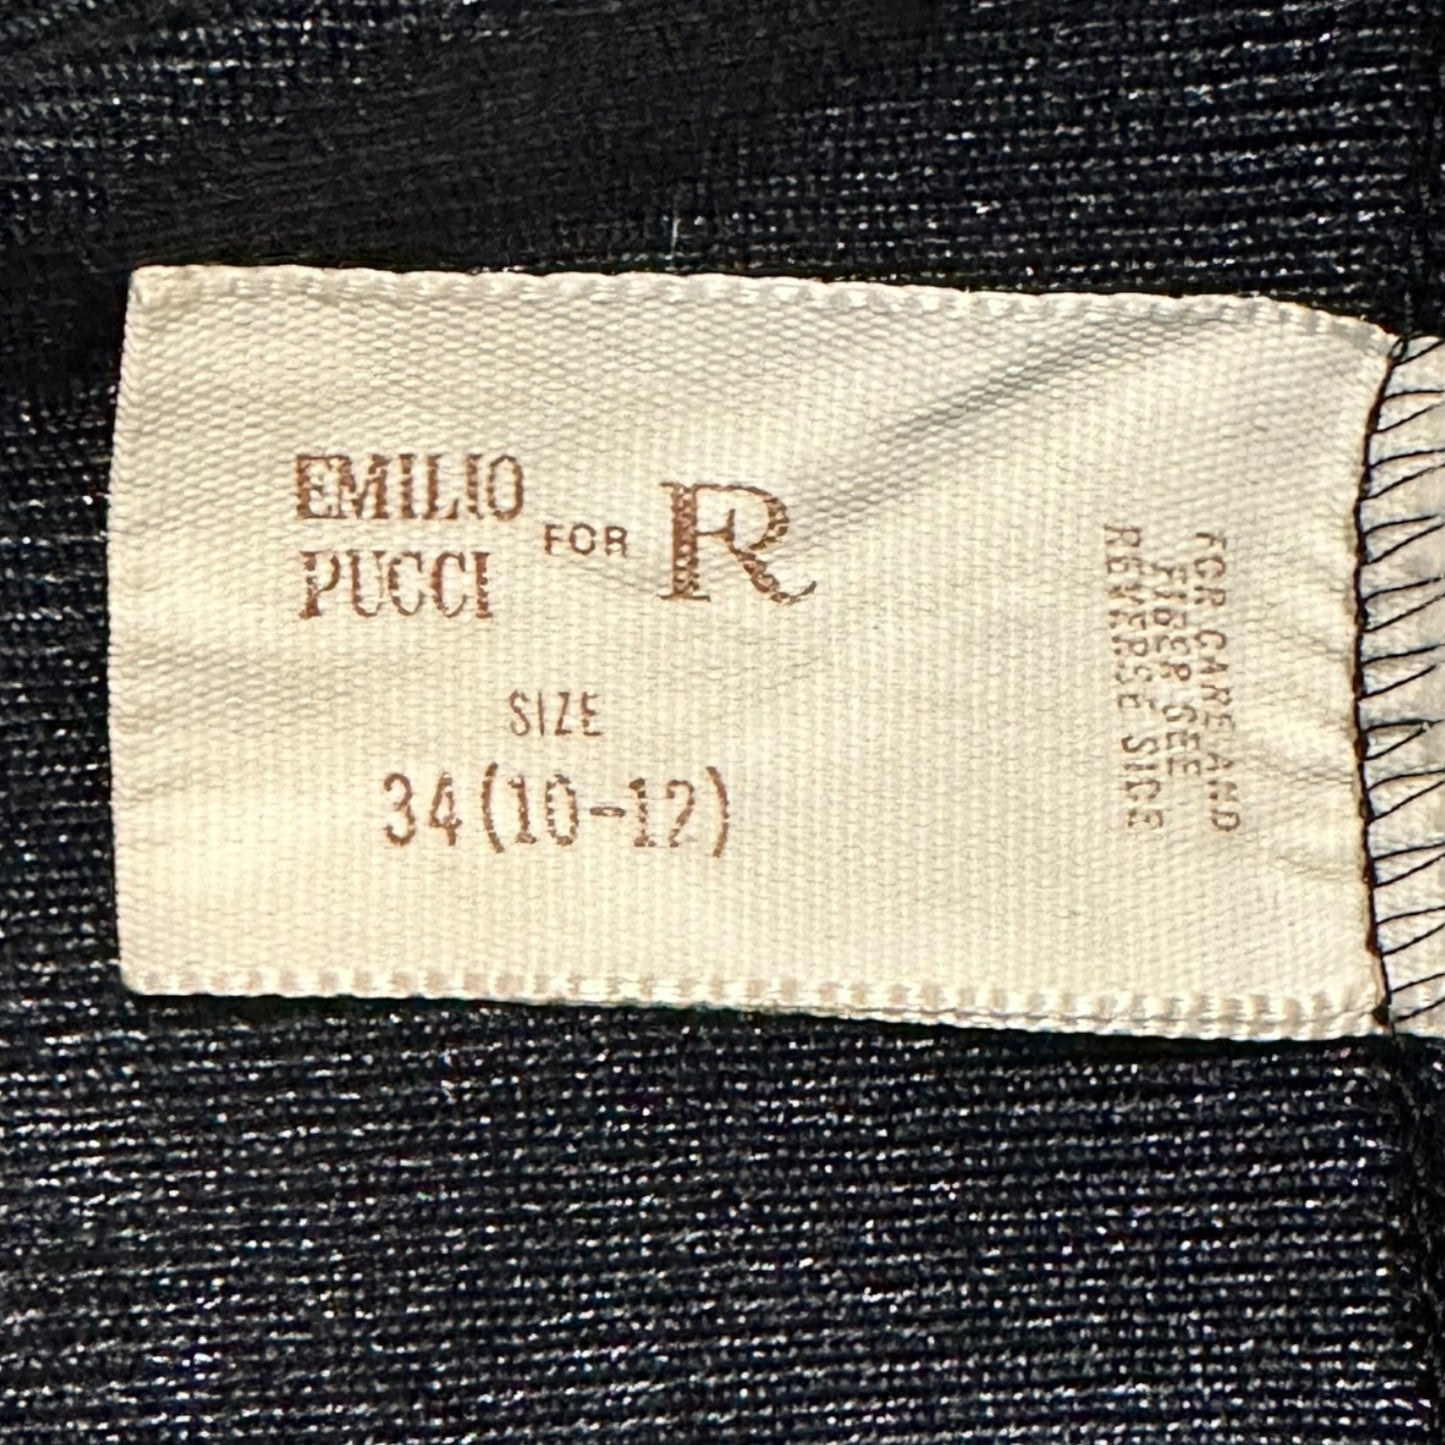 EMILIO
PUCCI
FOR
R
SIZE
34(10-12)
FOR CARE AND
FIBER SEE
REVERSE SIDE